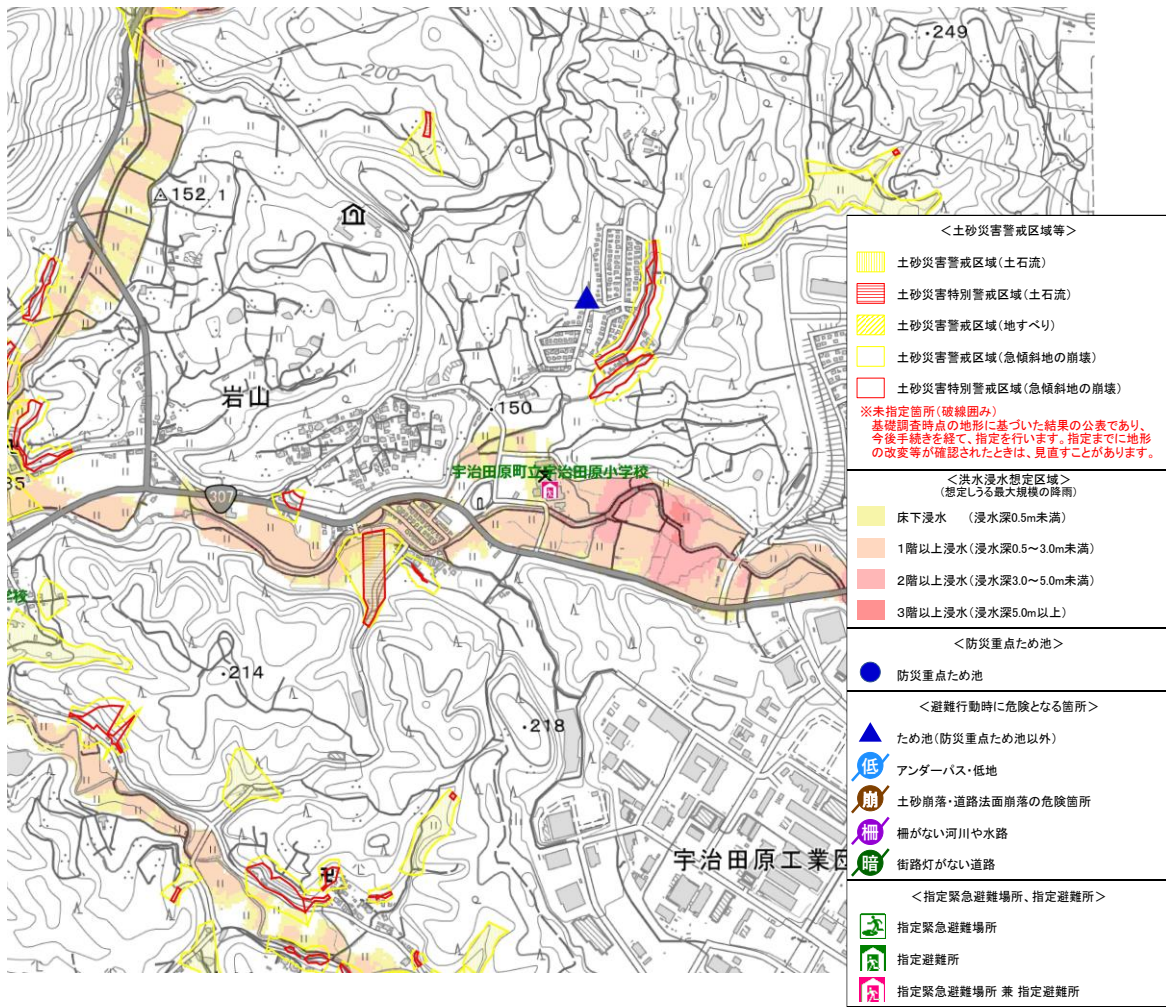 249
200
152.1
岩山
150
宇治田原町立宇治田原小学校
307
214
218
<土砂災害警戒区域等>
土砂災害警戒区域(土石流)
土砂災害特別警戒区域(土石流)
土砂災害警戒区域(地すべり)
土砂災害警戒区域(急傾斜地の崩壊)
土砂災害特別警戒区域(急傾斜地の崩壊)
※未指定箇所(破線囲み)
基礎調査時点の地形に基づいた結果の公表であり、
今後手続きを経て、指定を行います。指定までに地形
の改変等が確認されたときは、見直すことがあります。
<洪水浸水想定区域>
(想定しうる最大規模の降雨)
床下浸水 (浸水深0.5m未満)
1階以上浸水(浸水深0.5~3.0m未満)
2階以上浸水(浸水深3.0~5.0m未満)
3階以上浸水(浸水深5.0m以上)
<防災重点ため池>
防災重点ため池
<避難行動時に危険となる箇所>
ため池(防災重点ため池以外)
低 アンダーパス・低地
崩 土砂崩落・道路法面崩落の危険箇所
柵 柵がない河川や水路
暗 街路灯がない道路
宇治田原工業団
<指定緊急避難場所、指定避難所>
指定緊急避難場所
指定避難所
指定緊急避難場所 兼 指定避難所